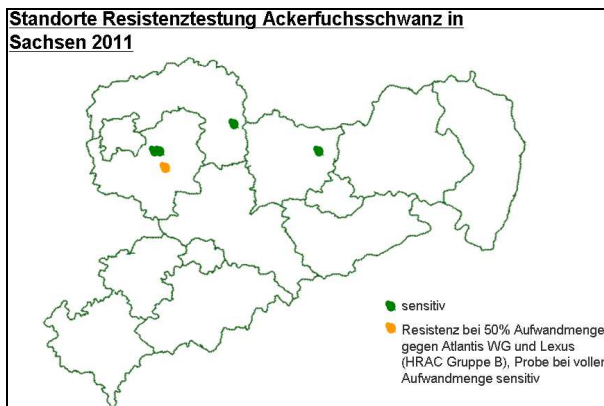 Standorte Resistenztestung Ackerfuchsschwanz in
Sachsen 2011
sensitiv
Resistenz bei 50% Aufwandmenge
gegen Atlantis WG und Lexus
(HRAC Gruppe B), Probe bei voller
Aufwandmenge sensitiv